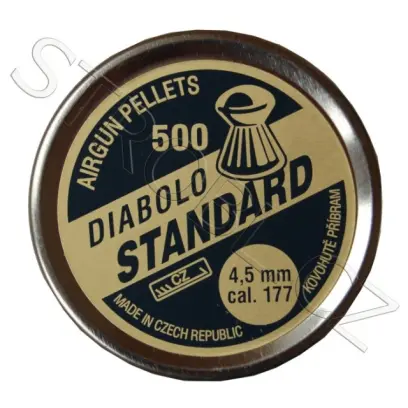 AIRGUN PELLETS
500
DIABOLO
STANDARD
CZ
4,5 mm
cal. 177
KOVOHUTĚ PŘÍBRAM
MADE IN CZECH REPUBLIC